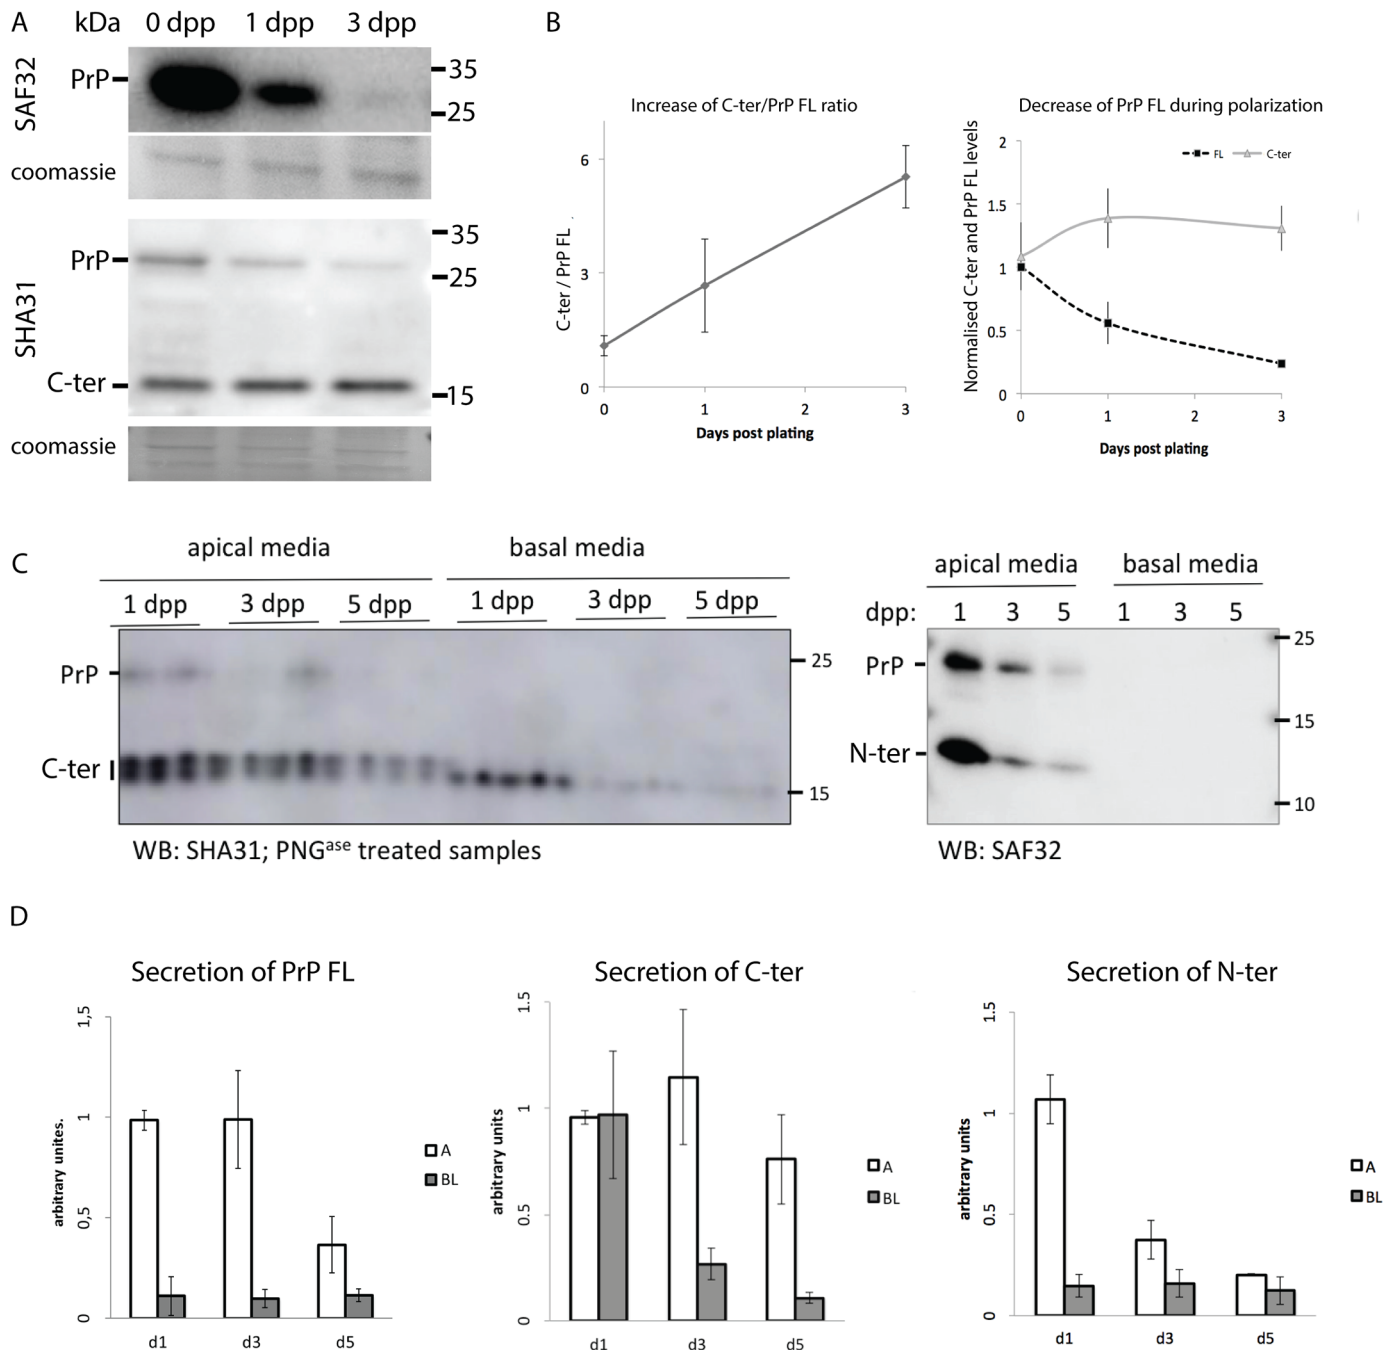 A
kDa 0 dpp 1 dpp 3 dpp
SAF32
PrP
35
25
coomassie
SHA31
PrP
35
25
C-ter
15
coomassie
B
Increase of C-ter/PrP FL ratio
C-ter / PrP FL
6
3
0
0 1 2 3
Days post plating
Decrease of PrP FL during polarization
Normalised C-ter and PrP FL levels
2
FL C-ter
1.5
1
0.5
0
0 1 2 3
Days post plating
C
apical media basal media
1 dpp 3 dpp 5 dpp 1 dpp 3 dpp 5 dpp
PrP
25
C-ter
15
WB: SHA31; PNGase treated samples
apical media basal media
dpp: 1 3 5 1 3 5
PrP
25
15
N-ter
10
WB: SAF32
D
Secretion of PrP FL
arbitrary unites.
1,5
1
0,5
0
A
BL
d1 d3 d5
Secretion of C-ter
arbitrary units
1.5
1
0.5
0
A
BL
d1 d3 d5
Secretion of N-ter
arbitrary units
1.5
1
0.5
0
A
BL
d1 d3 d5